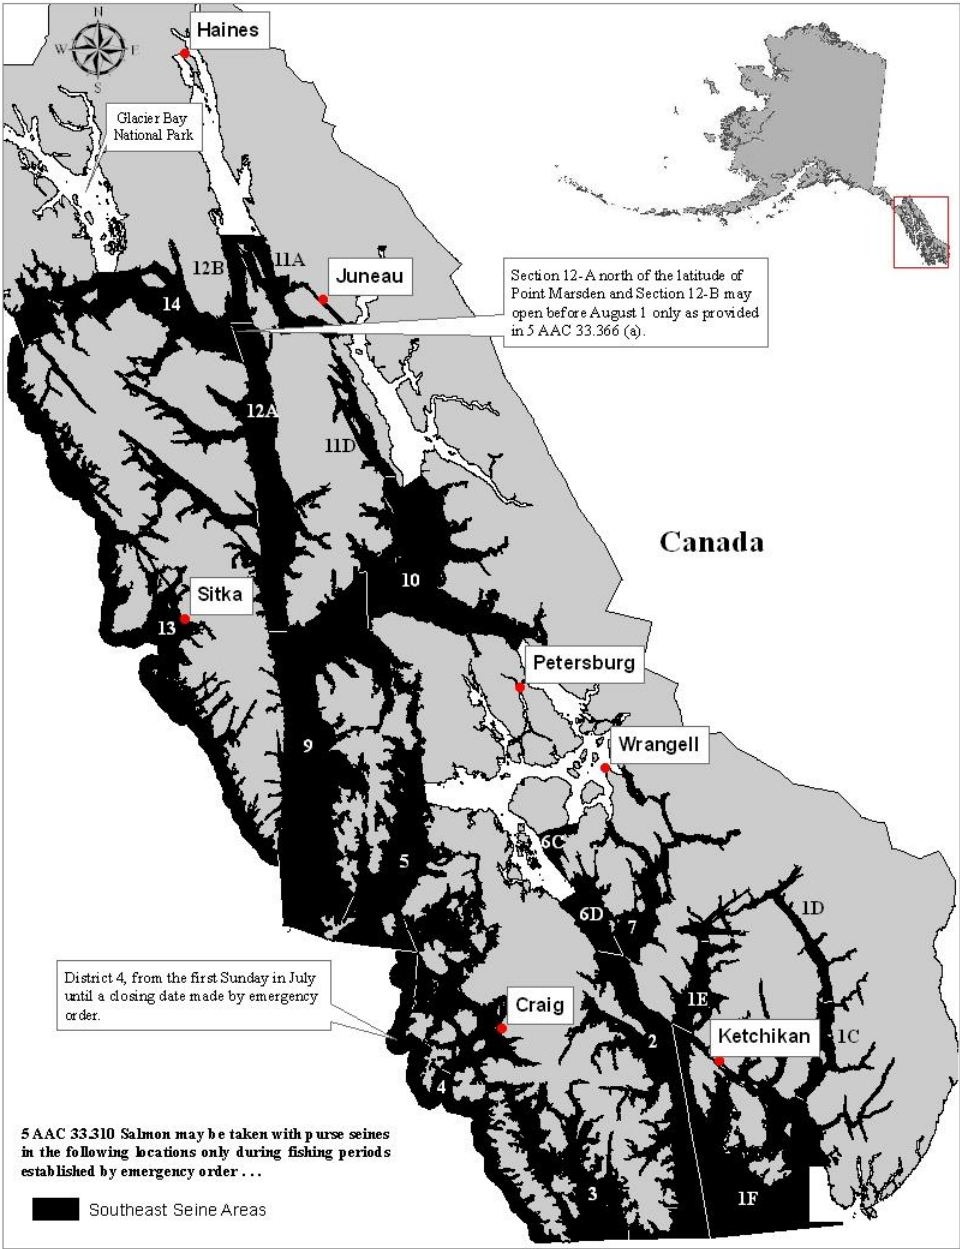 N
W
E
S
Haines
Glacier Bay
National Park
12B
11A
Juneau
14
Section 12-A north of the latitude of
Point Marsden and Section 12-B may
open before August 1 only as provided
in 5 AAC 33.366 (a).
12A
11D
Canada
10
Sitka
13
Petersburg
9
Wrangell
6C
5
6D
7
1D
District 4, from the first Sunday in July
until a closing date made by emergency
order.
Craig
1E
Ketchikan
2
1C
4
5 AAC 33.310 Salmon may be taken with purse seines
in the following locations only during fishing periods
established by emergency order . . .
3
1F
Southeast Seine Areas